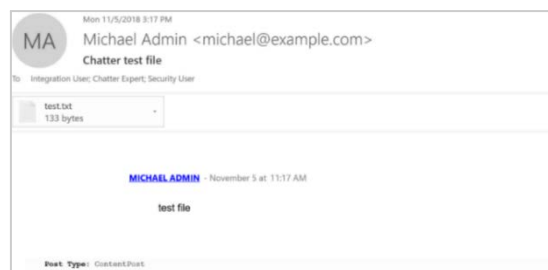 Mon 11/5/2018 3:17 PM
MA
Michael Admin <michael@example.com>
Chatter test file
To Integration User; Chatter Expert; Security User
test.txt
133 bytes
MICHAEL ADMIN - November 5 at 11:17 AM
test file
Post Type: ContentPost